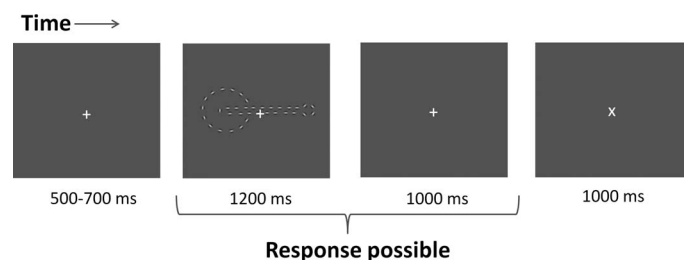 Time
+
+
+
x
500-700 ms
1200 ms
1000 ms
1000 ms
Response possible